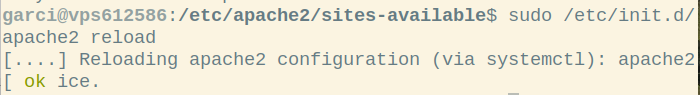 garci@vps612586:/etc/apache2/sites-available$ sudo /etc/init.d/
apache2 reload
[....] Reloading apache2 configuration (via systemctl): apache2
[ ok ice.